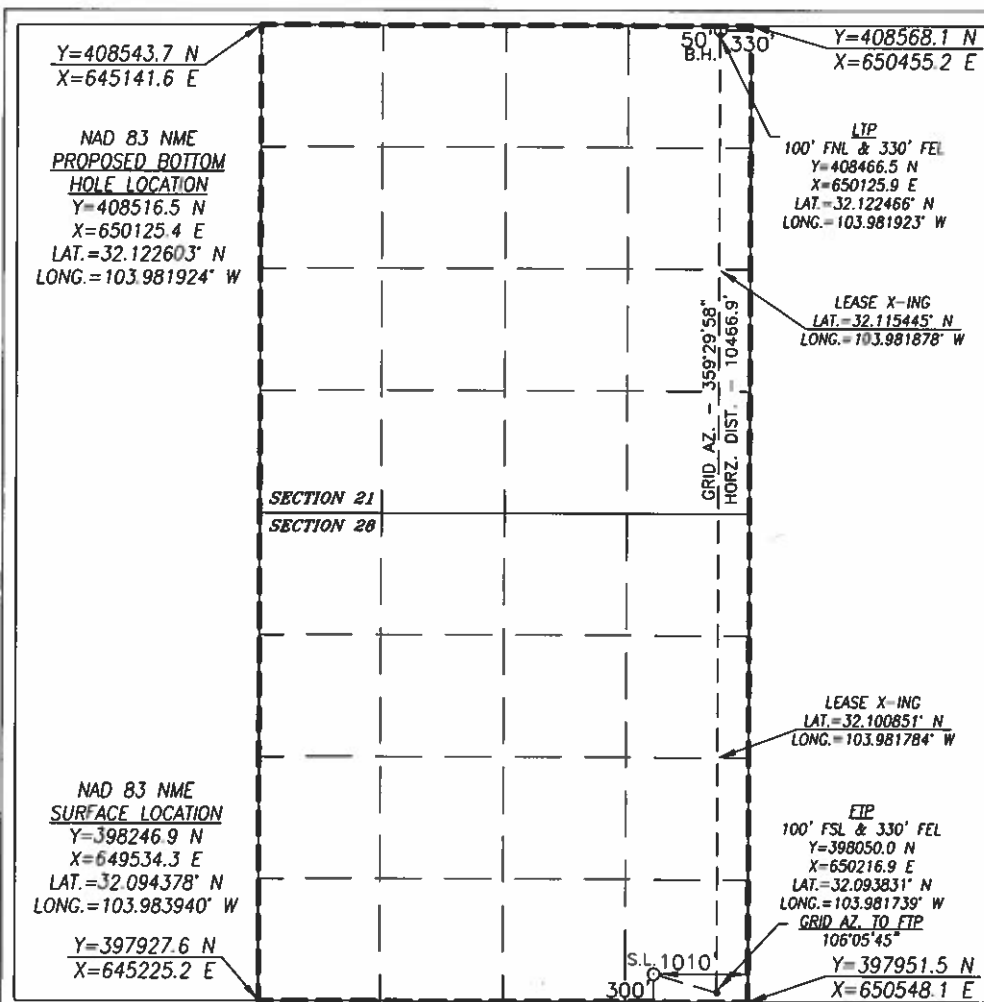 Y=408543.7 N
X=645141.6 E
50'
B.H.
330'
Y=408568.1 N
X=650455.2 E
NAD 83 NME
PROPOSED BOTTOM
HOLE LOCATION
Y=408516.5 N
X=650125.4 E
LAT.=32.122603° N
LONG.=103.981924° W
LTP
100' FNL & 330' FEL
Y=408466.5 N
X=650125.9 E
LAT.=32.122466° N
LONG.=103.981923° W
LEASE X-ING
LAT.=32.115445° N
LONG.=103.981878° W
GRID AZ. - 359°29'58"
HORZ. DIST. - 10466.9'
SECTION 21
SECTION 28
LEASE X-ING
LAT.=32.100851° N
LONG.=103.981784° W
NAD 83 NME
SURFACE LOCATION
Y=398246.9 N
X=649534.3 E
LAT.=32.094378° N
LONG.=103.983940° W
FTP
100' FSL & 330' FEL
Y=398050.0 N
X=650216.9 E
LAT.=32.093831° N
LONG.=103.981739° W
GRID AZ. TO FTP
106°05'45"
Y=397927.6 N
X=645225.2 E
S.L.
1010'
300'
Y=397951.5 N
X=650548.1 E